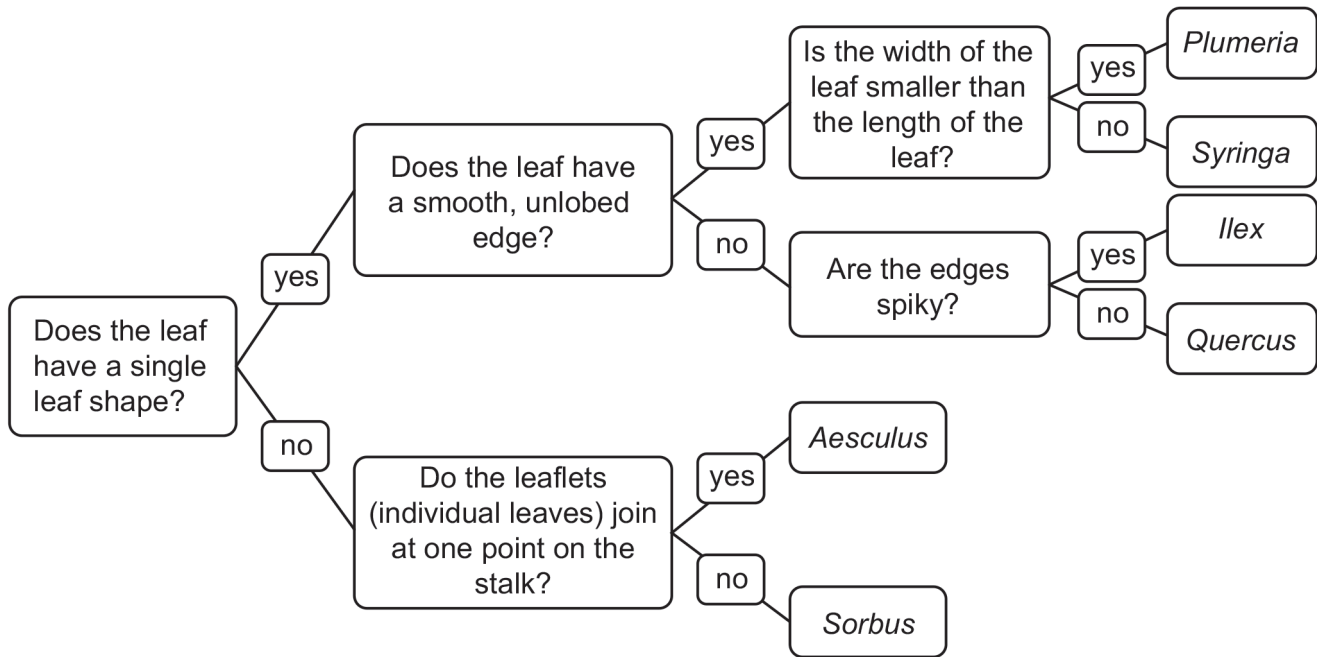 Does the leaf
have a single
leaf shape?
yes
no
Does the leaf have
a smooth, unlobed
edge?
yes
no
Is the width of the
leaf smaller than
the length of the
leaf?
yes
no
Plumeria
Syringa
Are the edges
spiky?
yes
no
Ilex
Quercus
Do the leaflets
(individual leaves) join
at one point on the
stalk?
yes
no
Aesculus
Sorbus